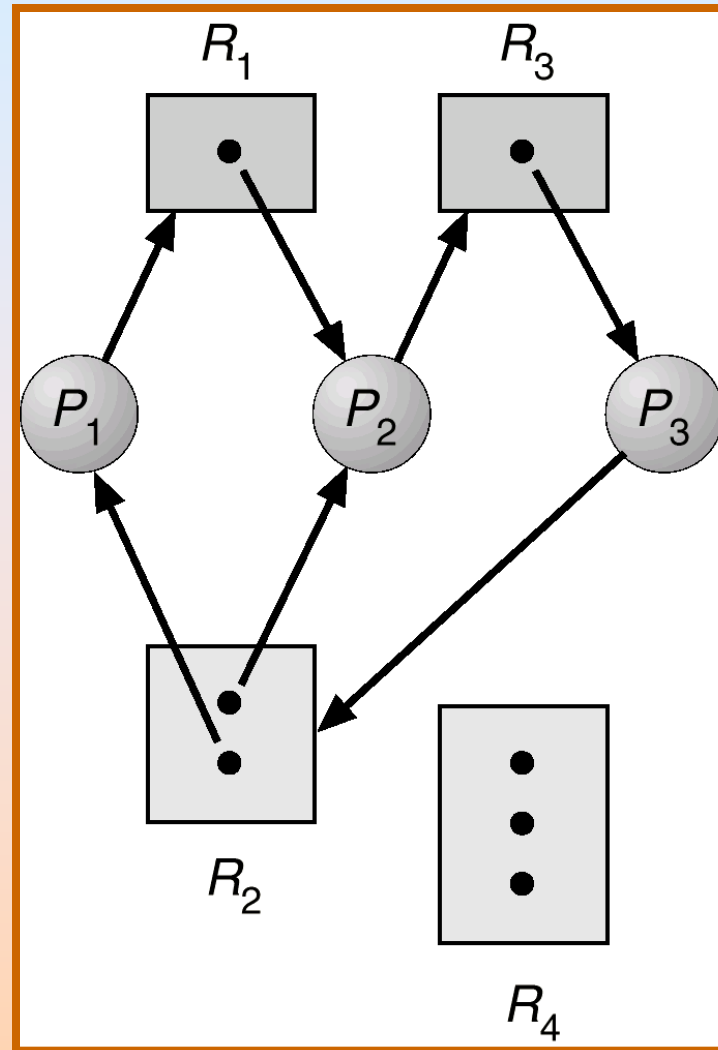 R₁ R₃
P₁ P₂ P₃
R₂
R₄